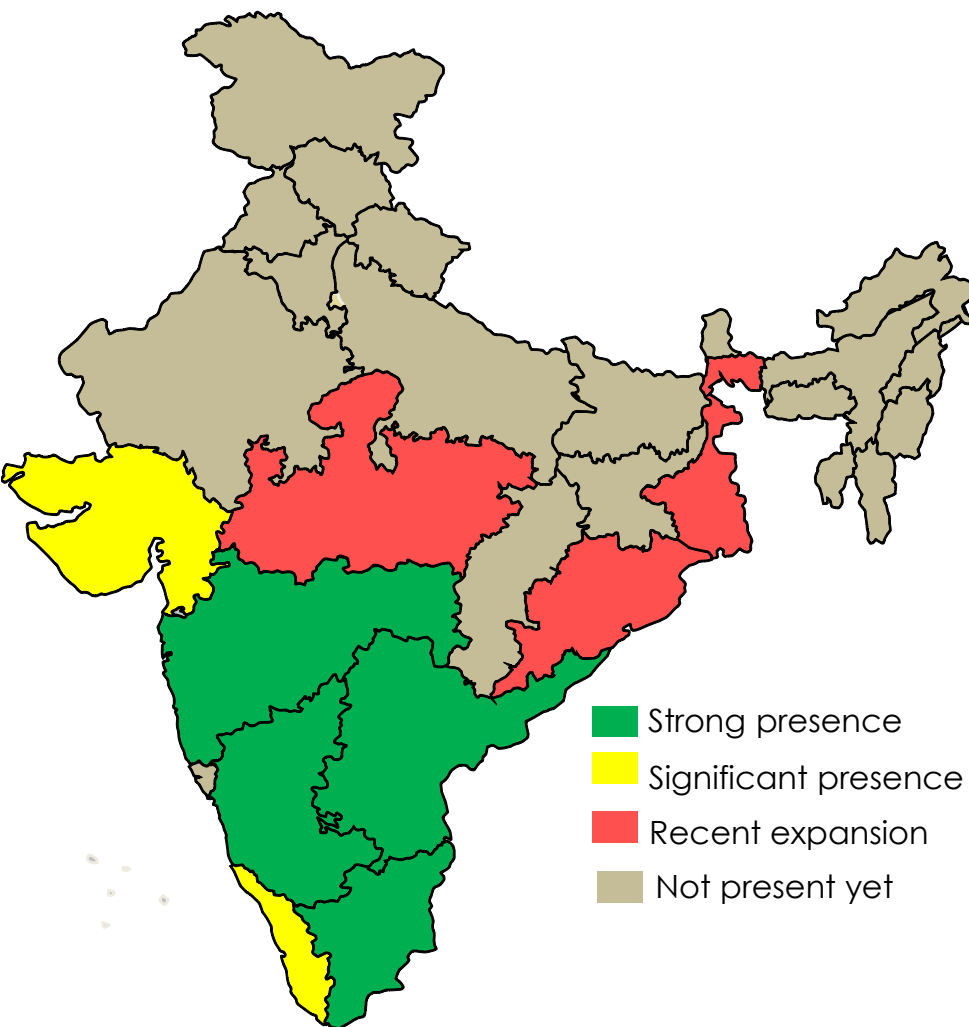 Strong presence
Significant presence
Recent expansion
Not present yet